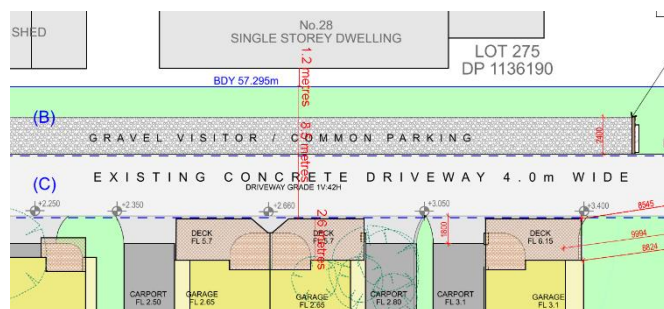 SHED
No.28
SINGLE STOREY DWELLING
LOT 275
DP 1136190
1.2 metres
BDY 57.295m
(B)
GRAVEL VISITOR / COMMON PARKING
2400
8.5 metres
EXISTING CONCRETE DRIVEWAY 4.0m WIDE
(C)
DRIVEWAY GRADE 1V:42H
+2.250
+2.350
+2.660
+3.050
+3.400
8545
2.6 metres
DECK
FL 5.7
DECK
FL 5.7
1800
DECK
FL 6.15
9994
8824
CARPORT
FL 2.50
GARAGE
FL 2.65
GARAGE
FL 2.65
CARPORT
FL 2.80
CARPORT
FL 3.1
GARAGE
FL 3.1